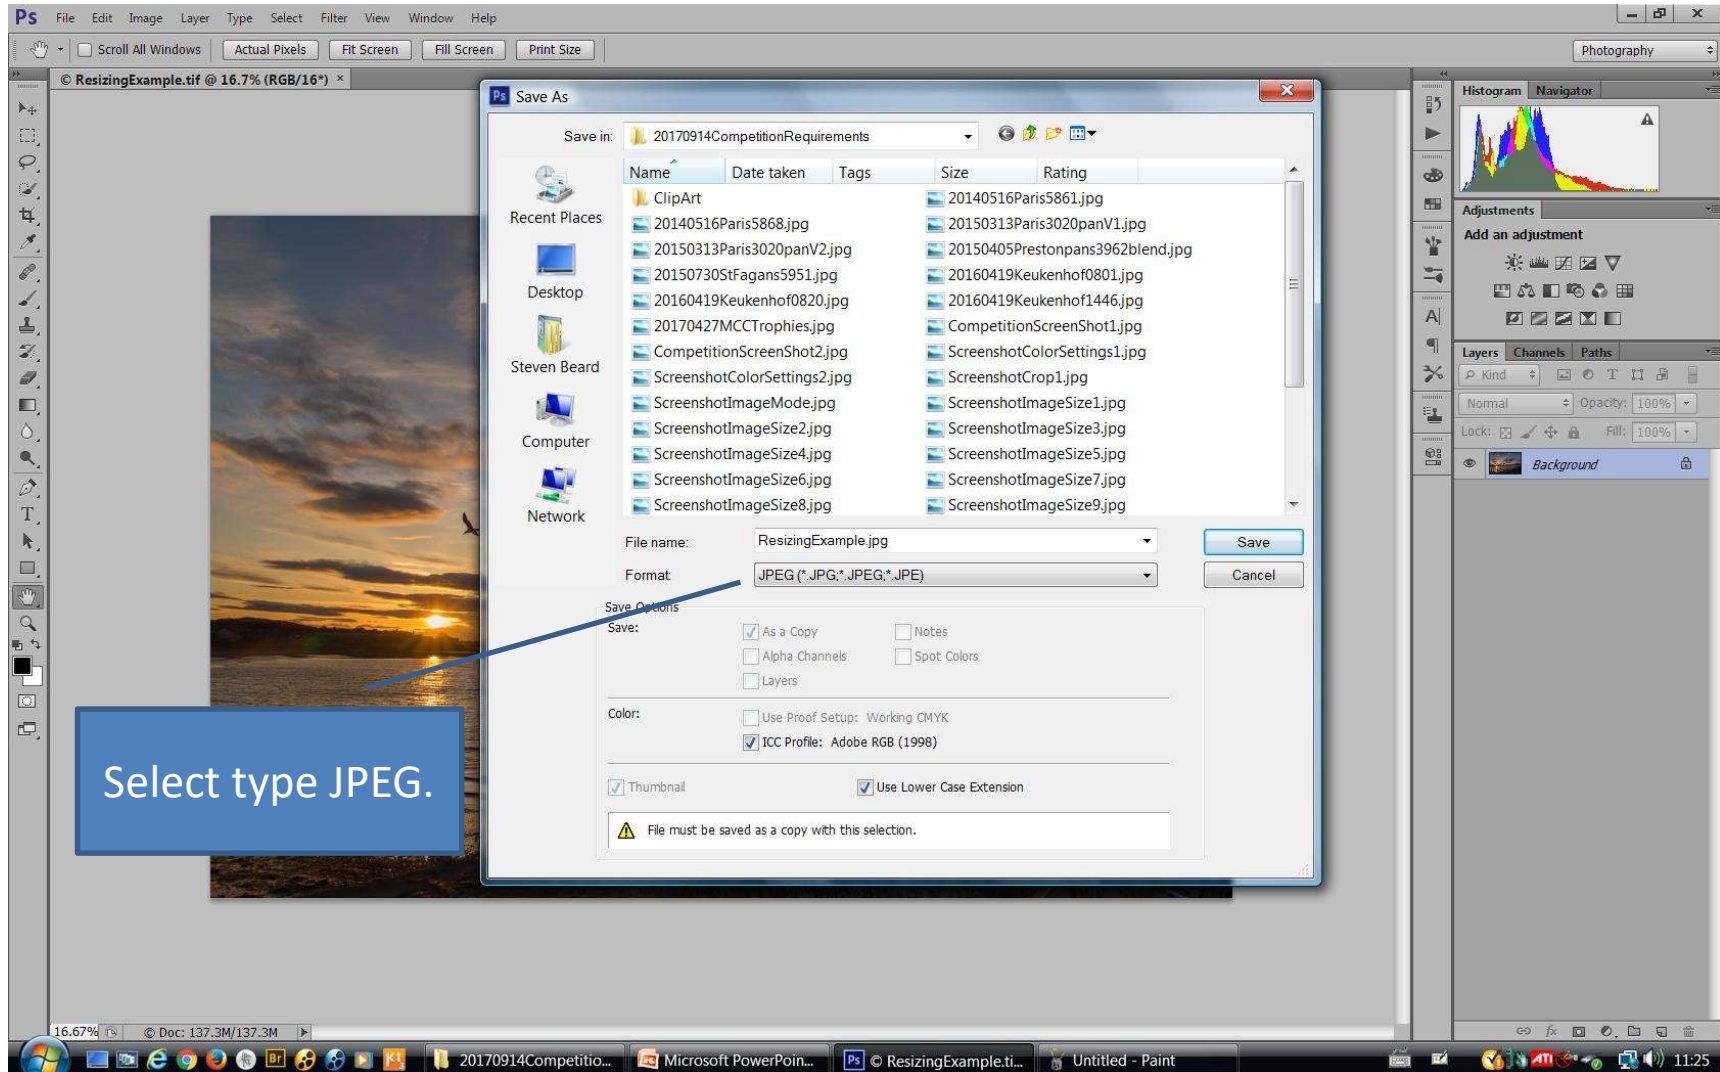 Ps File Edit Image Layer Type Select Filter View Window Help
Scroll All Windows Actual Pixels Fit Screen Fill Screen Print Size Photography
© ResizingExample.tif @ 16.7% (RGB/16*) ×
Ps Save As
Save in: 20170914CompetitionRequirements
Name Date taken Tags Size Rating
ClipArt 20140516Paris5861.jpg
20140516Paris5868.jpg 20150313Paris3020panV1.jpg
20150313Paris3020panV2.jpg 20150405Prestonpans3962blend.jpg
20150730StFagans5951.jpg 20160419Keukenhof0801.jpg
20160419Keukenhof0820.jpg 20160419Keukenhof1446.jpg
20170427MCCTrophies.jpg CompetitionScreenShot1.jpg
CompetitionScreenShot2.jpg ScreenshotColorSettings1.jpg
ScreenshotColorSettings2.jpg ScreenshotCrop1.jpg
ScreenshotImageMode.jpg ScreenshotImageSize1.jpg
ScreenshotImageSize2.jpg ScreenshotImageSize3.jpg
ScreenshotImageSize4.jpg ScreenshotImageSize5.jpg
ScreenshotImageSize6.jpg ScreenshotImageSize7.jpg
ScreenshotImageSize8.jpg ScreenshotImageSize9.jpg
Recent Places
Desktop
Steven Beard
Computer
Network
File name: ResizingExample.jpg Save
Format: JPEG (*.JPG;*.JPEG;*.JPE) Cancel
Save Options
Save: As a Copy Notes
Alpha Channels Spot Colors
Layers
Color: Use Proof Setup: Working CMYK
ICC Profile: Adobe RGB (1998)
Thumbnail Use Lower Case Extension
File must be saved as a copy with this selection.
Select type JPEG.
Histogram Navigator
Adjustments
Add an adjustment
Layers Channels Paths
Kind
Normal Opacity: 100%
Lock: Fill: 100%
Background
16.67% © Doc: 137.3M/137.3M
Br K1 20170914Competitio... Microsoft PowerPoin... Ps © ResizingExample.ti... Untitled - Paint ATI 11:25